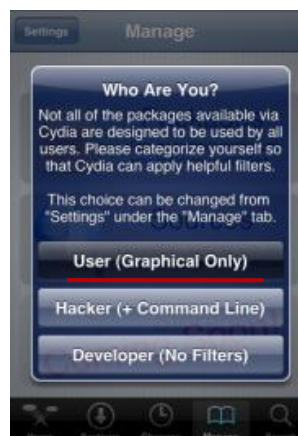 Settings
Manage
Who Are You?
Not all of the packages available via
Cydia are designed to be used by all
users. Please categorize yourself so
that Cydia can apply helpful filters.
This choice can be changed from
"Settings" under the "Manage" tab.
User (Graphical Only)
Hacker (+ Command Line)
Developer (No Filters)